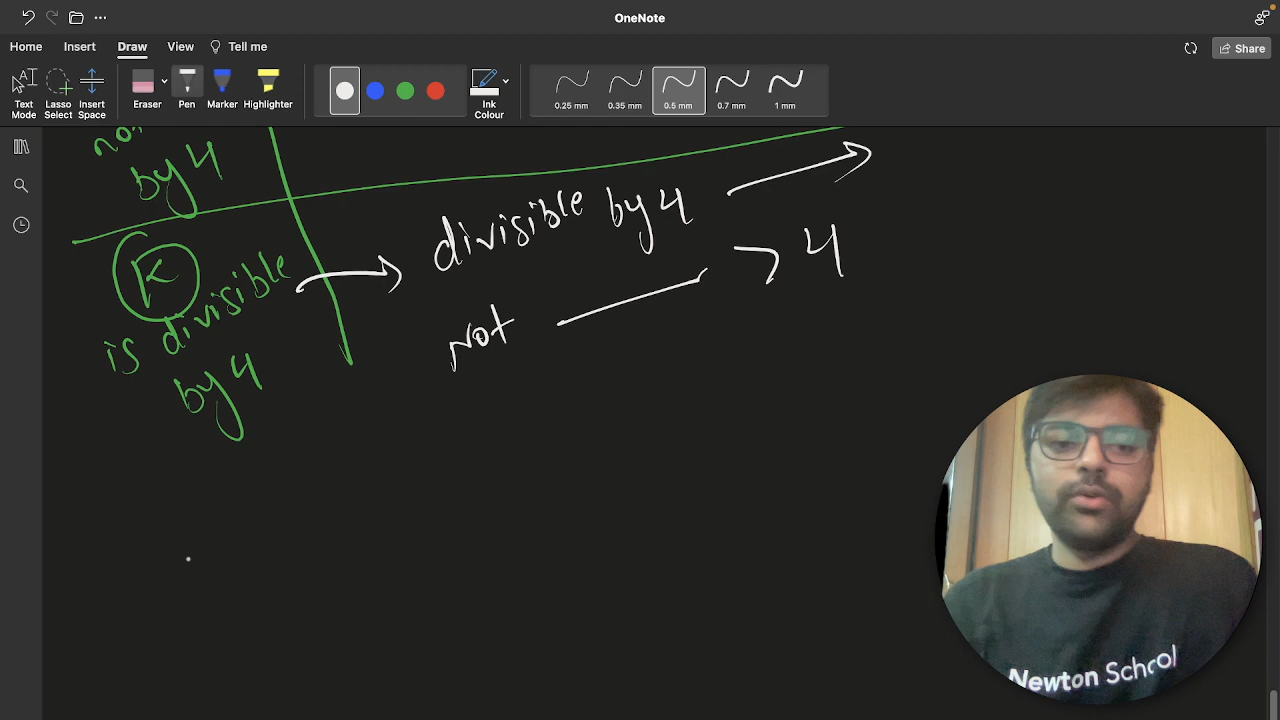 OneNote
Home Insert Draw View Tell me
Share
Text Mode
Lasso Select
Insert Space
Eraser
Pen
Marker
Highlighter
Ink Colour
0.25 mm
0.35 mm
0.5 mm
0.7 mm
1 mm
not
by 4
K
is divisible
by 4
divisible by 4
not > 4
Newton School